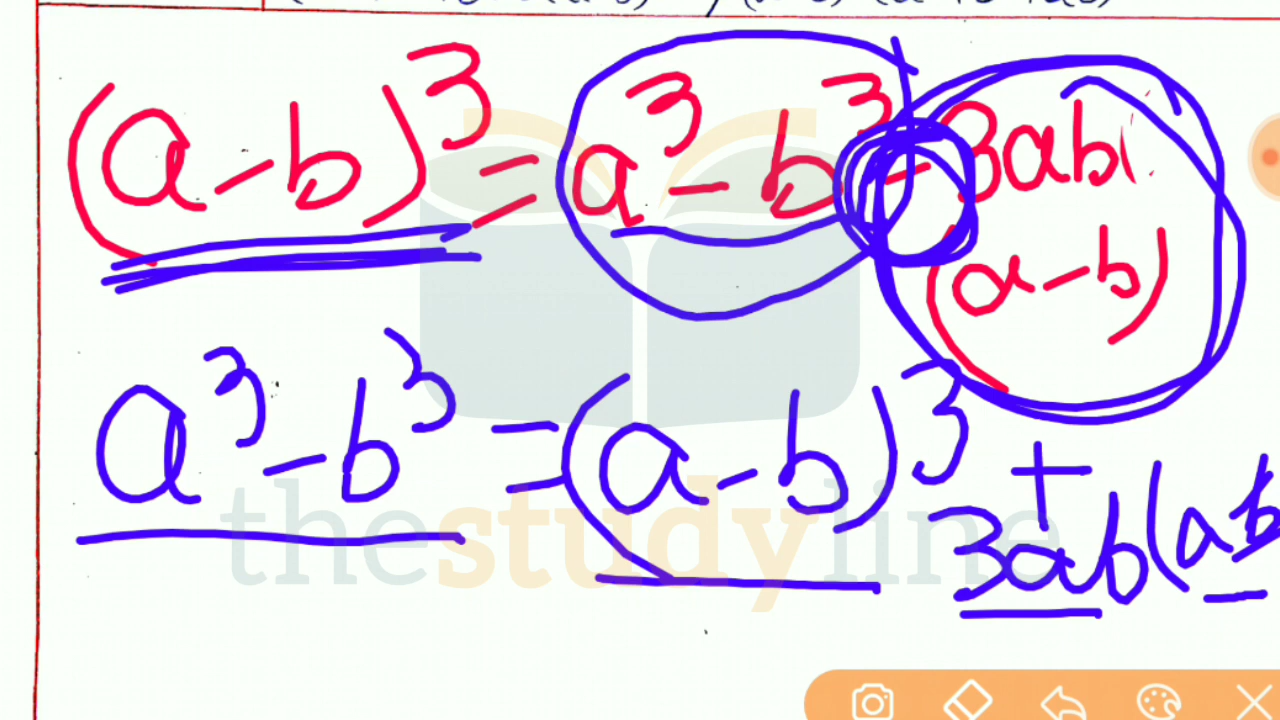 (a-b)³ = a³ - b³ - 3ab(
(a-b)
a³ - b³ = (a-b)³ +
3ab(a b
thestudyline